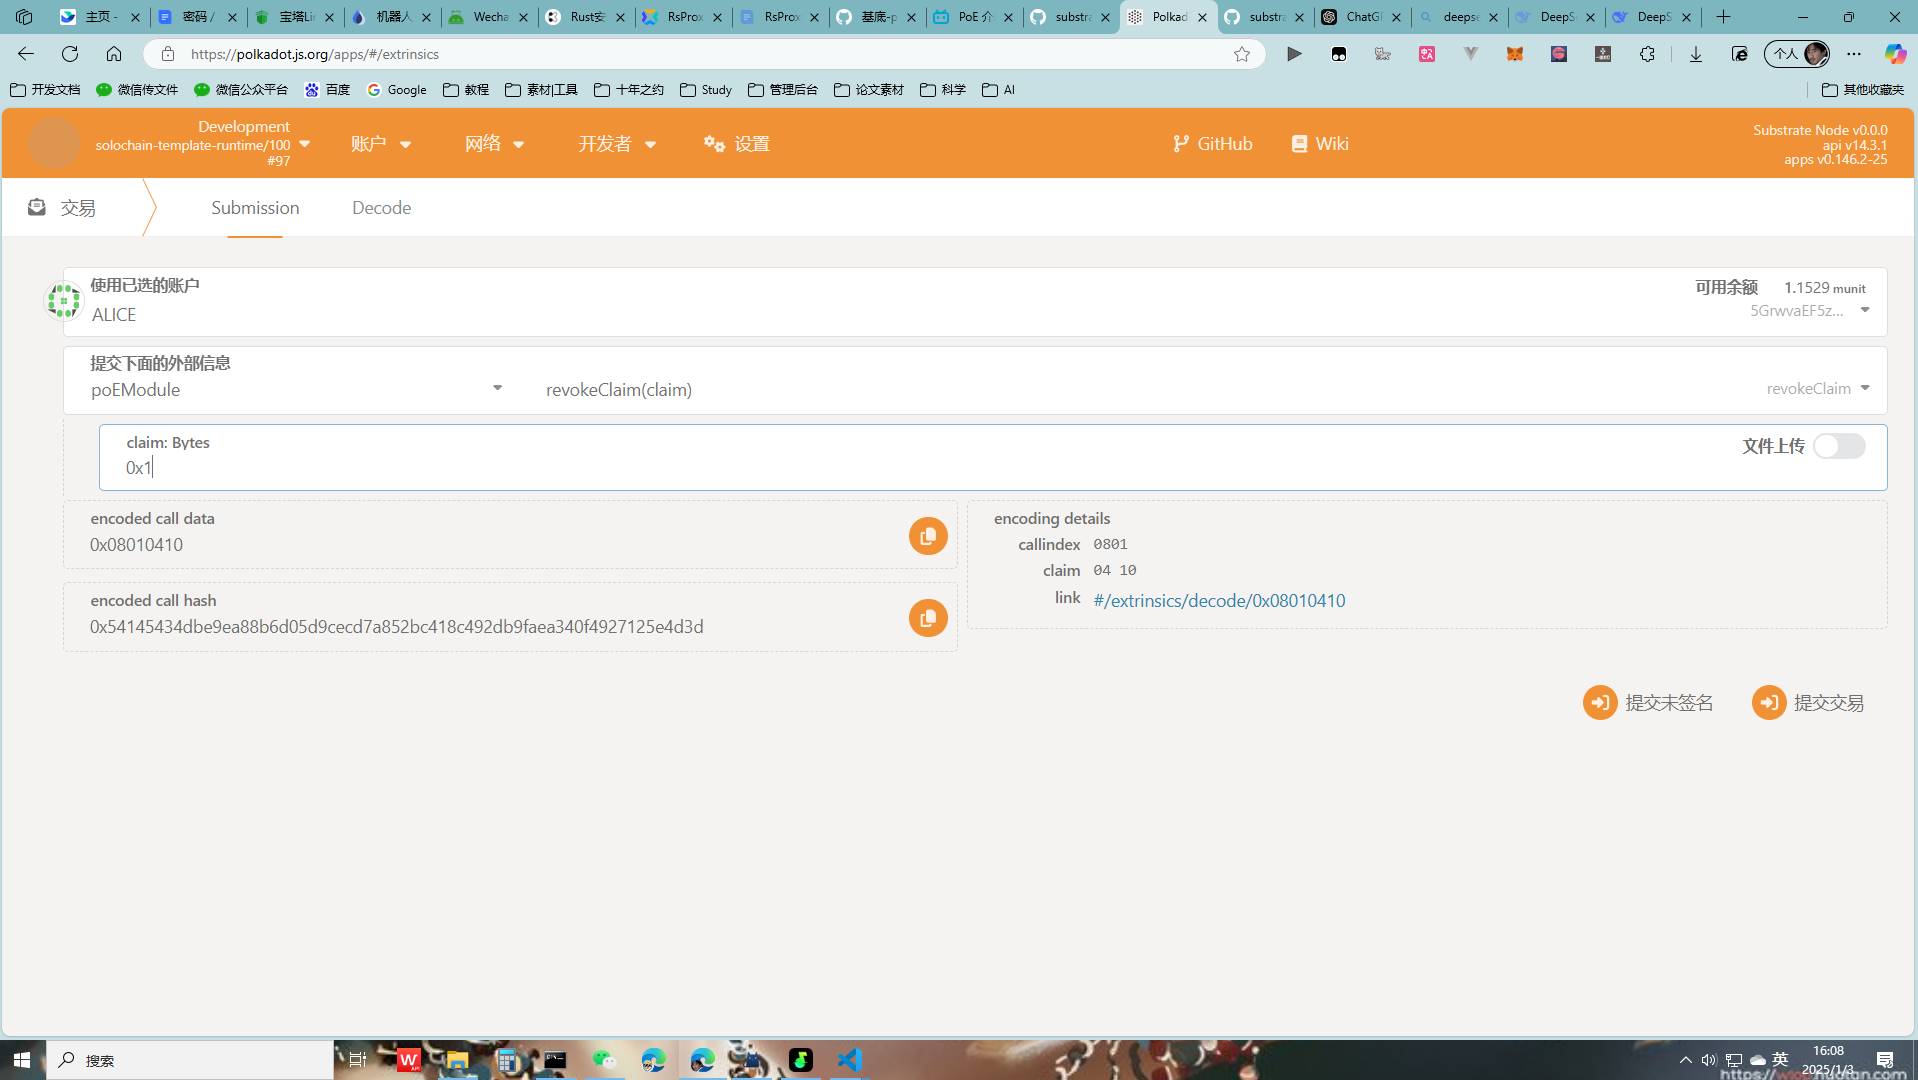 主页 -
密码 /
宝塔Lin
机器人
Wecha
Rust安
RsProx
RsProx
基底-p
PoE 介
substra
Polkad
substra
ChatGP
deepse
DeepS
DeepS
https://polkadot.js.org/apps/#/extrinsics
个人
开发文档
微信传文件
微信公众平台
百度
Google
教程
素材|工具
十年之约
Study
管理后台
论文素材
科学
AI
其他收藏夹
Development
solochain-template-runtime/100
#97
账户
网络
开发者
设置
GitHub
Wiki
Substrate Node v0.0.0
api v14.3.1
apps v0.146.2-25
交易
Submission
Decode
使用已选的账户
ALICE
可用余额 1.1529 munit
5GrwvaEF5z...
提交下面的外部信息
poEModule
revokeClaim(claim)
revokeClaim
claim: Bytes
0x1
文件上传
encoded call data
0x08010410
encoding details
callindex 0801
claim 04 10
link #/extrinsics/decode/0x08010410
encoded call hash
0x54145434dbe9ea88b6d05d9cecd7a852bc418c492db9faea340f4927125e4d3d
提交未签名
提交交易
搜索
英
16:08
2025/1/3